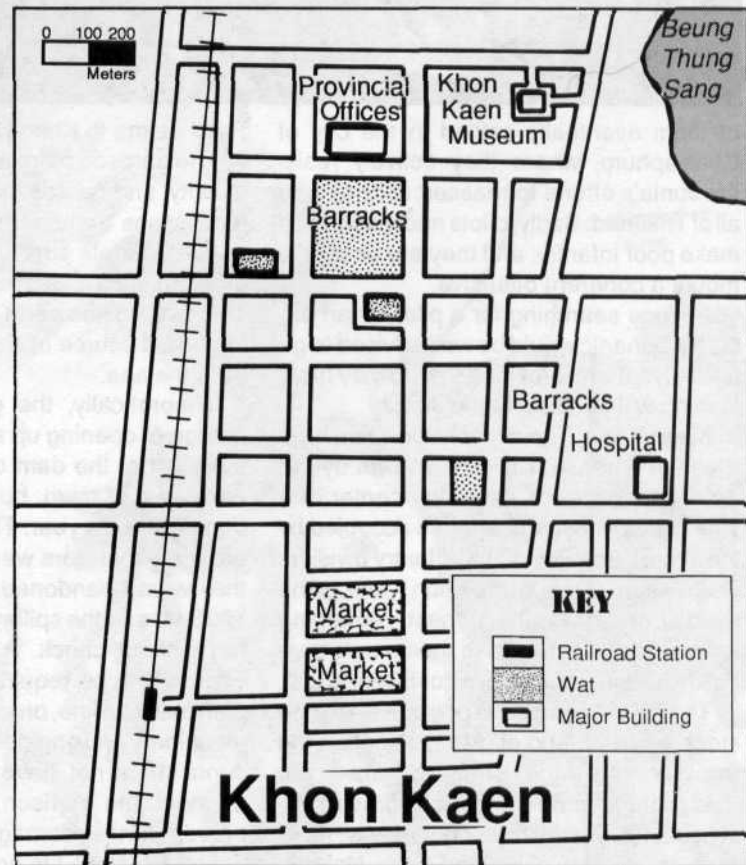 0 100 200
Meters
Beung
Thung
Sang
Provincial
Offices
Khon
Kaen
Museum
Barracks
Barracks
Hospital
Market
Market
KEY
Railroad Station
Wat
Major Building
Khon Kaen